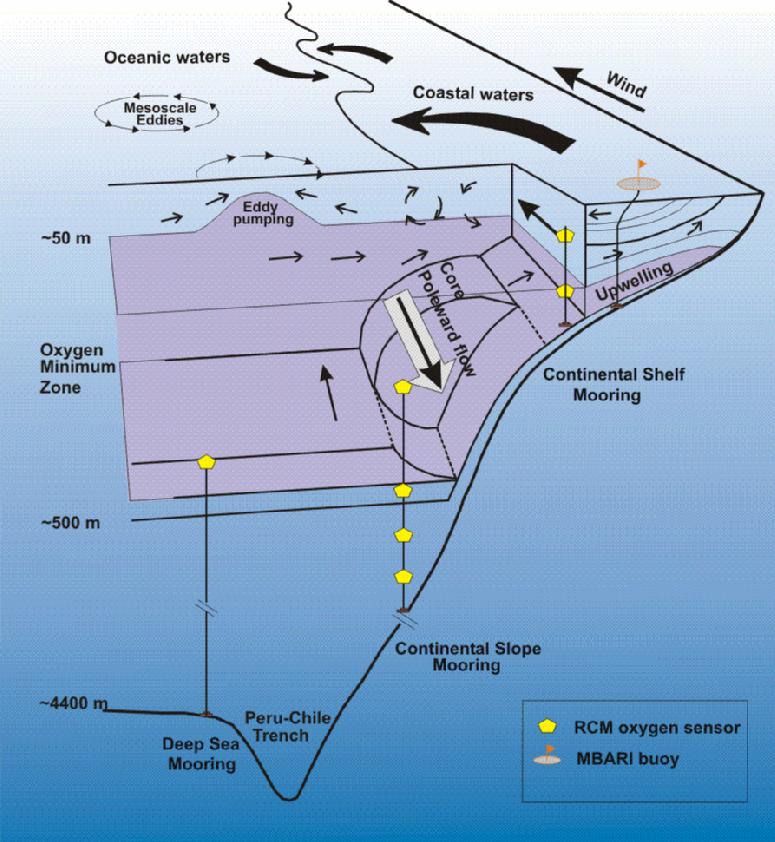 Oceanic waters
Wind
Coastal waters
Mesoscale
Eddies
Eddy
pumping
~50 m
Core
Poleward flow
Upwelling
Oxygen
Minimum
Zone
Continental Shelf
Mooring
~500 m
Continental Slope
Mooring
~4400 m
Peru-Chile
Trench
Deep Sea
Mooring
RCM oxygen sensor
MBARI buoy